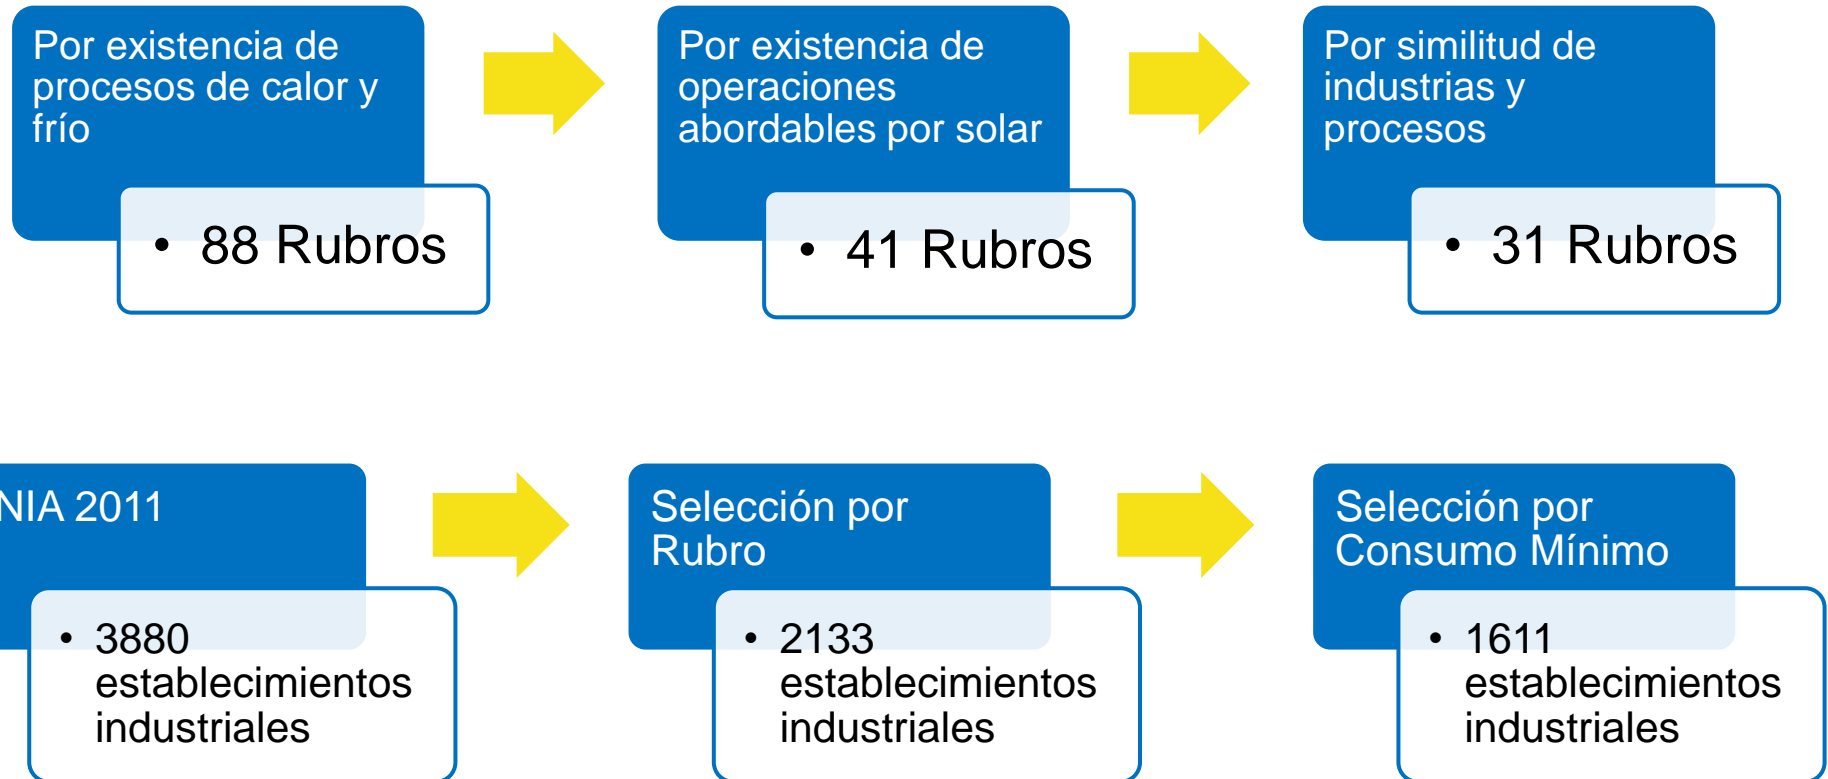 Por existencia de
procesos de calor y
frío
• 88 Rubros
Por existencia de
operaciones
abordables por solar
• 41 Rubros
Por similitud de
industrias y
procesos
• 31 Rubros
NIA 2011
• 3880
establecimientos
industriales
Selección por
Rubro
• 2133
establecimientos
industriales
Selección por
Consumo Mínimo
• 1611
establecimientos
industriales